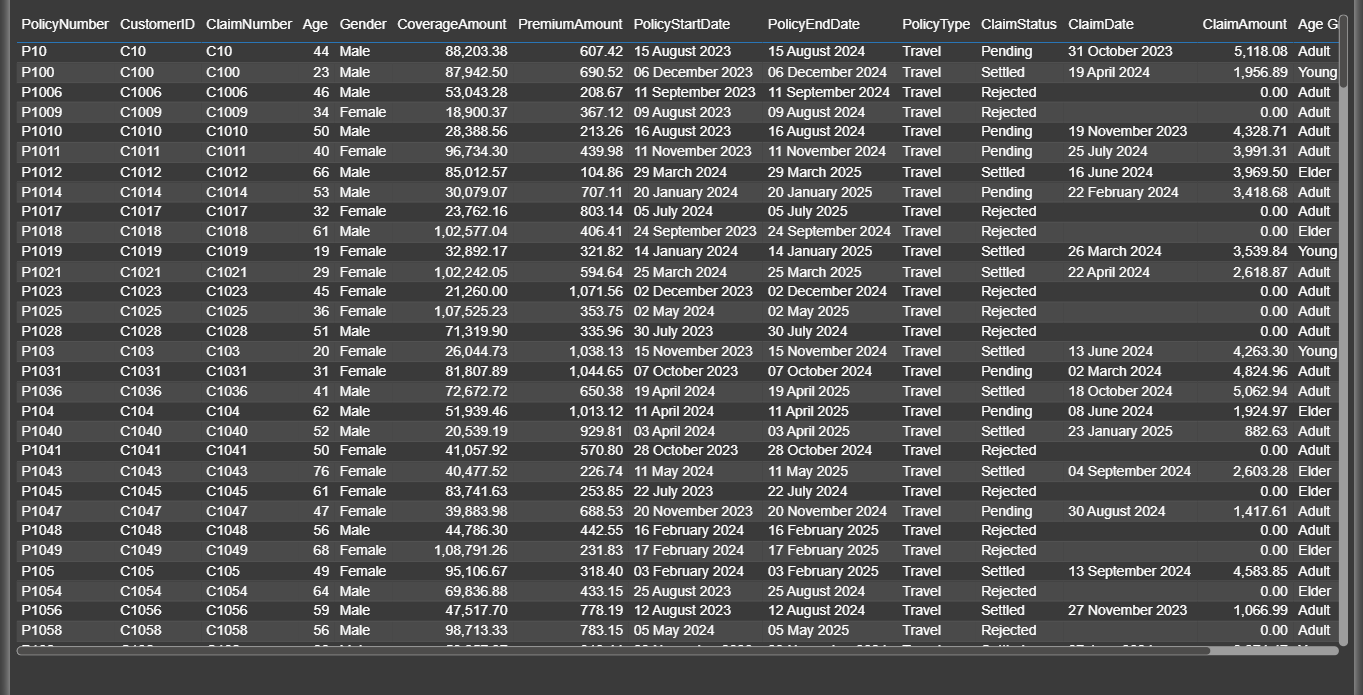 PolicyNumber CustomerID ClaimNumber Age Gender CoverageAmount PremiumAmount PolicyStartDate PolicyEndDate PolicyType ClaimStatus ClaimDate ClaimAmount Age G
P10 C10 C10 44 Male 88,203.38 607.42 15 August 2023 15 August 2024 Travel Pending 31 October 2023 5,118.08 Adult
P100 C100 C100 23 Male 87,942.50 690.52 06 December 2023 06 December 2024 Travel Settled 19 April 2024 1,956.89 Young
P1006 C1006 C1006 46 Male 53,043.28 208.67 11 September 2023 11 September 2024 Travel Rejected 0.00 Adult
P1009 C1009 C1009 34 Female 18,900.37 367.12 09 August 2023 09 August 2024 Travel Rejected 0.00 Adult
P1010 C1010 C1010 50 Male 28,388.56 213.26 16 August 2023 16 August 2024 Travel Pending 19 November 2023 4,328.71 Adult
P1011 C1011 C1011 40 Female 96,734.30 439.98 11 November 2023 11 November 2024 Travel Pending 25 July 2024 3,991.31 Adult
P1012 C1012 C1012 66 Male 85,012.57 104.86 29 March 2024 29 March 2025 Travel Settled 16 June 2024 3,969.50 Elder
P1014 C1014 C1014 53 Male 30,079.07 707.11 20 January 2024 20 January 2025 Travel Pending 22 February 2024 3,418.68 Adult
P1017 C1017 C1017 32 Female 23,762.16 803.14 05 July 2024 05 July 2025 Travel Rejected 0.00 Adult
P1018 C1018 C1018 61 Male 1,02,577.04 406.41 24 September 2023 24 September 2024 Travel Rejected 0.00 Elder
P1019 C1019 C1019 19 Female 32,892.17 321.82 14 January 2024 14 January 2025 Travel Settled 26 March 2024 3,539.84 Young
P1021 C1021 C1021 29 Female 1,02,242.05 594.64 25 March 2024 25 March 2025 Travel Settled 22 April 2024 2,618.87 Adult
P1023 C1023 C1023 45 Female 21,260.00 1,071.56 02 December 2023 02 December 2024 Travel Rejected 0.00 Adult
P1025 C1025 C1025 36 Female 1,07,525.23 353.75 02 May 2024 02 May 2025 Travel Rejected 0.00 Adult
P1028 C1028 C1028 51 Male 71,319.90 335.96 30 July 2023 30 July 2024 Travel Rejected 0.00 Adult
P103 C103 C103 20 Female 26,044.73 1,038.13 15 November 2023 15 November 2024 Travel Settled 13 June 2024 4,263.30 Young
P1031 C1031 C1031 31 Female 81,807.89 1,044.65 07 October 2023 07 October 2024 Travel Pending 02 March 2024 4,824.96 Adult
P1036 C1036 C1036 41 Male 72,672.72 650.38 19 April 2024 19 April 2025 Travel Settled 18 October 2024 5,062.94 Adult
P104 C104 C104 62 Male 51,939.46 1,013.12 11 April 2024 11 April 2025 Travel Pending 08 June 2024 1,924.97 Elder
P1040 C1040 C1040 52 Male 20,539.19 929.81 03 April 2024 03 April 2025 Travel Settled 23 January 2025 882.63 Adult
P1041 C1041 C1041 50 Female 41,057.92 570.80 28 October 2023 28 October 2024 Travel Rejected 0.00 Adult
P1043 C1043 C1043 76 Female 40,477.52 226.74 11 May 2024 11 May 2025 Travel Settled 04 September 2024 2,603.28 Elder
P1045 C1045 C1045 61 Female 83,741.63 253.85 22 July 2023 22 July 2024 Travel Rejected 0.00 Elder
P1047 C1047 C1047 47 Female 39,883.98 688.53 20 November 2023 20 November 2024 Travel Pending 30 August 2024 1,417.61 Adult
P1048 C1048 C1048 56 Male 44,786.30 442.55 16 February 2024 16 February 2025 Travel Rejected 0.00 Adult
P1049 C1049 C1049 68 Female 1,08,791.26 231.83 17 February 2024 17 February 2025 Travel Rejected 0.00 Elder
P105 C105 C105 49 Female 95,106.67 318.40 03 February 2024 03 February 2025 Travel Settled 13 September 2024 4,583.85 Adult
P1054 C1054 C1054 64 Male 69,836.88 433.15 25 August 2023 25 August 2024 Travel Rejected 0.00 Elder
P1056 C1056 C1056 59 Male 47,517.70 778.19 12 August 2023 12 August 2024 Travel Settled 27 November 2023 1,066.99 Adult
P1058 C1058 C1058 56 Male 98,713.33 783.15 05 May 2024 05 May 2025 Travel Rejected 0.00 Adult